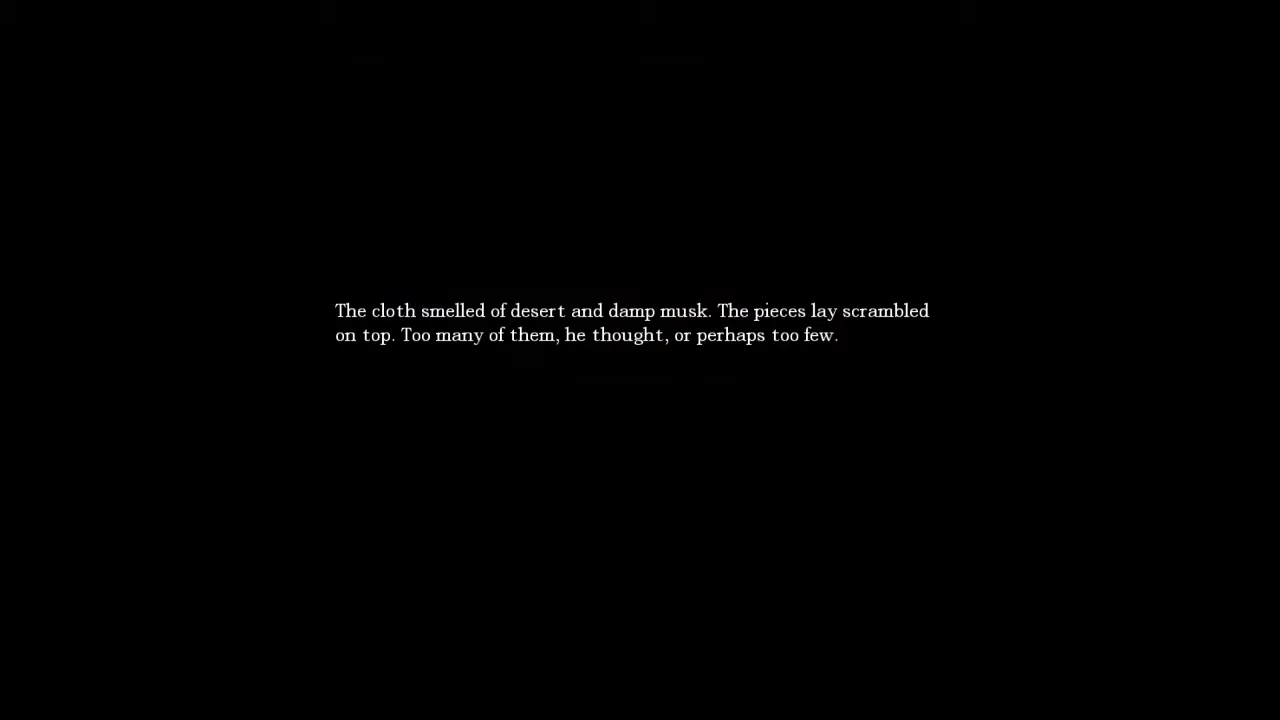 The cloth smelled of desert and damp musk. The pieces lay scrambled
on top. Too many of them, he thought, or perhaps too few.